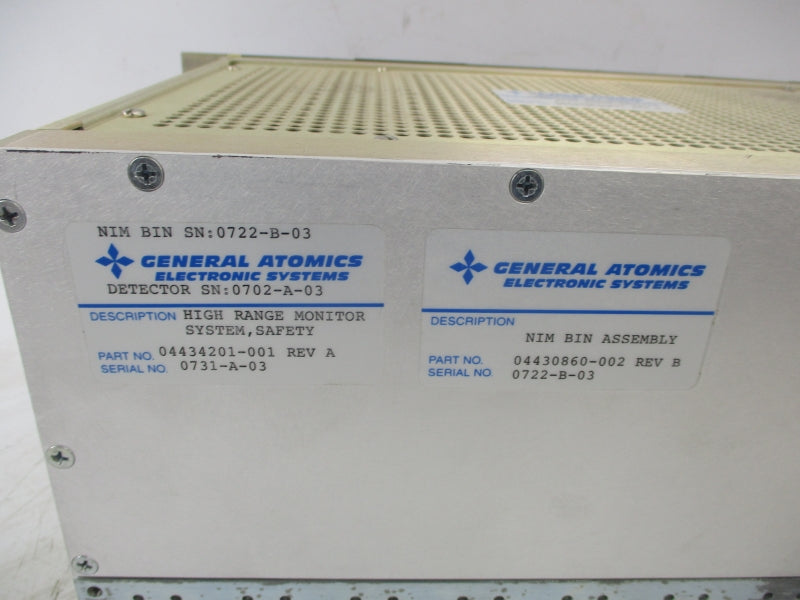 NIM BIN SN:0722-B-03
GENERAL ATOMICS
ELECTRONIC SYSTEMS
DETECTOR SN:0702-A-03
DESCRIPTION HIGH RANGE MONITOR
SYSTEM,SAFETY
PART NO. 04434201-001 REV A
SERIAL NO. 0731-A-03
GENERAL ATOMICS
ELECTRONIC SYSTEMS
DESCRIPTION
NIM BIN ASSEMBLY
PART NO. 04430860-002 REV B
SERIAL NO. 0722-B-03